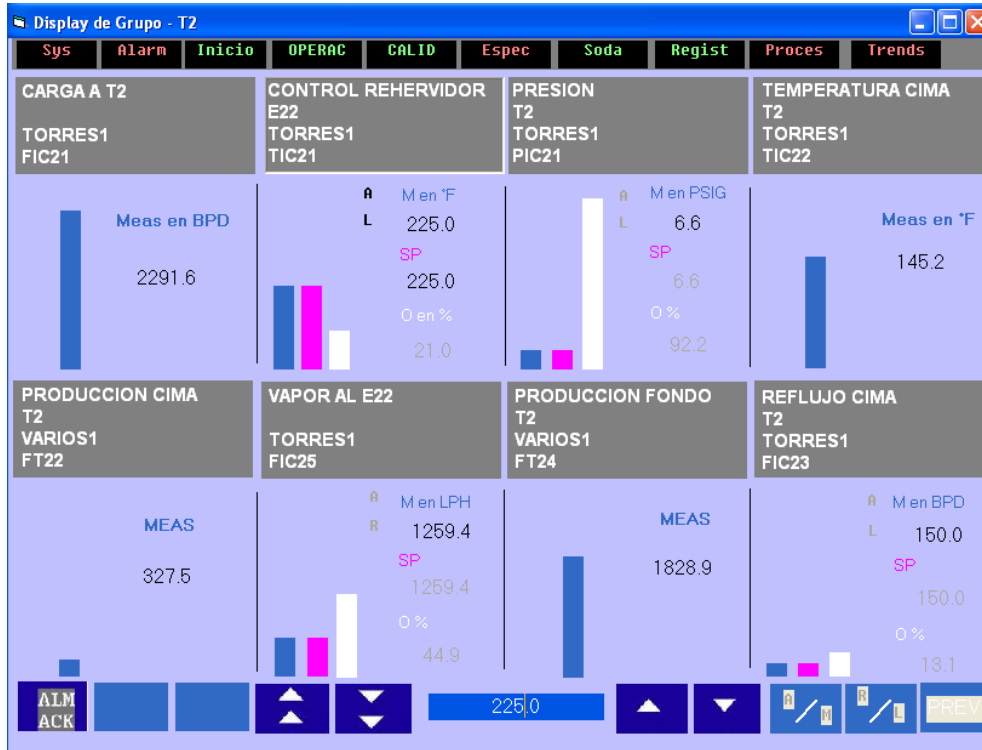 Display de Grupo - T2
Sys Alarm Inicio OPERAC CALID Espec Soda Regist Proces Trends
CARGA A T2
TORRES1
FIC21
CONTROL REHERVIDOR
E22
TORRES1
TIC21
PRESION
T2
TORRES1
PIC21
TEMPERATURA CIMA
T2
TORRES1
TIC22
Meas en BPD
2291.6
A M en °F
L 225.0
SP
225.0
O en %
21.0
A M en PSIG
L 6.6
SP
6.6
O %
92.2
Meas en °F
145.2
PRODUCCION CIMA
T2
VARIOS1
FT22
VAPOR AL E22
TORRES1
FIC25
PRODUCCION FONDO
T2
VARIOS1
FT24
REFLUJO CIMA
T2
TORRES1
FIC23
MEAS
327.5
A M en LPH
R 1259.4
SP
1259.4
O %
44.9
MEAS
1828.9
A M en BPD
L 150.0
SP
150.0
O %
13.1
ALM
ACK
225.0
A/M
R/L
PREV